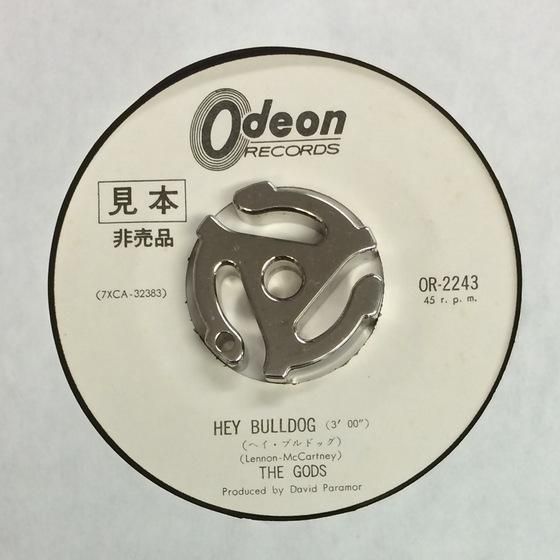 Odeon
RECORDS
見本
非売品
(7XCA-32383)
OR-2243
45 r. p. m.
HEY BULLDOG (3′ 00″)
(ヘイ・ブルドッグ)
(Lennon-McCartney)
THE GODS
Produced by David Paramor